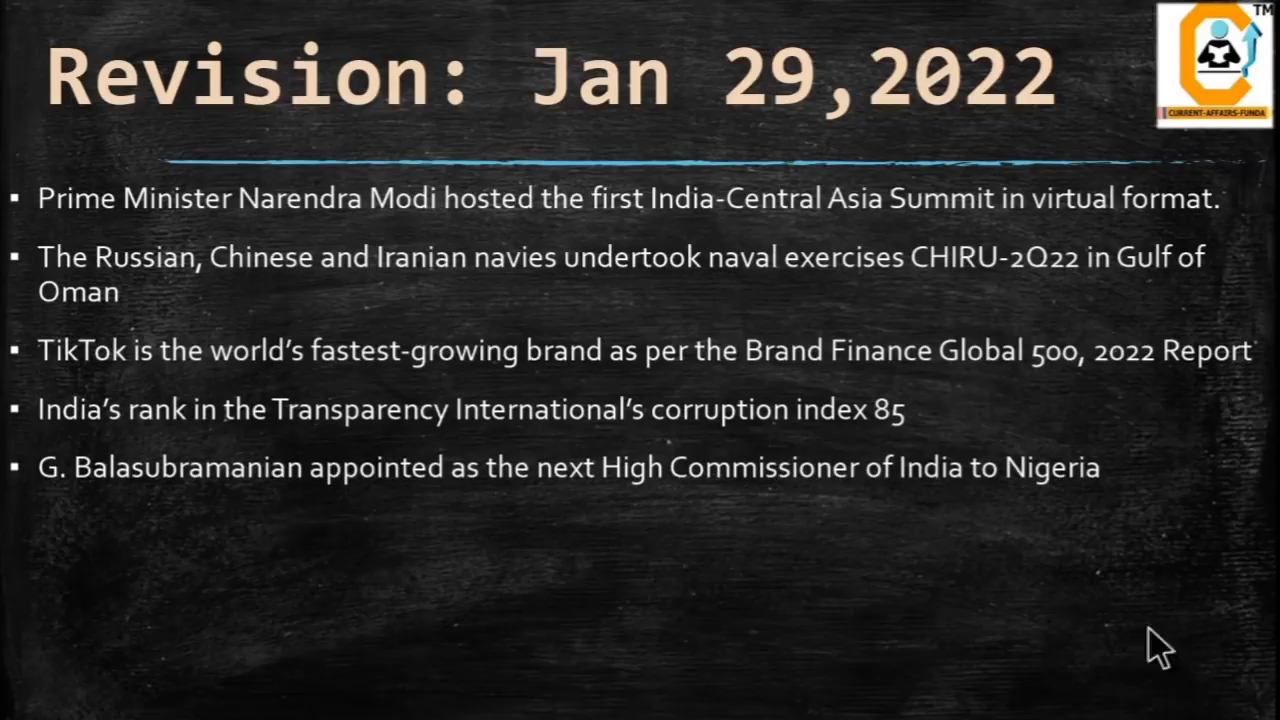 Revision: Jan 29,2022
TM
CURRENT-AFFAIRS-FUNDA
▪ Prime Minister Narendra Modi hosted the first India-Central Asia Summit in virtual format.
▪ The Russian, Chinese and Iranian navies undertook naval exercises CHIRU-2Q22 in Gulf of
Oman
▪ TikTok is the world’s fastest-growing brand as per the Brand Finance Global 500, 2022 Report
▪ India’s rank in the Transparency International’s corruption index 85
▪ G. Balasubramanian appointed as the next High Commissioner of India to Nigeria